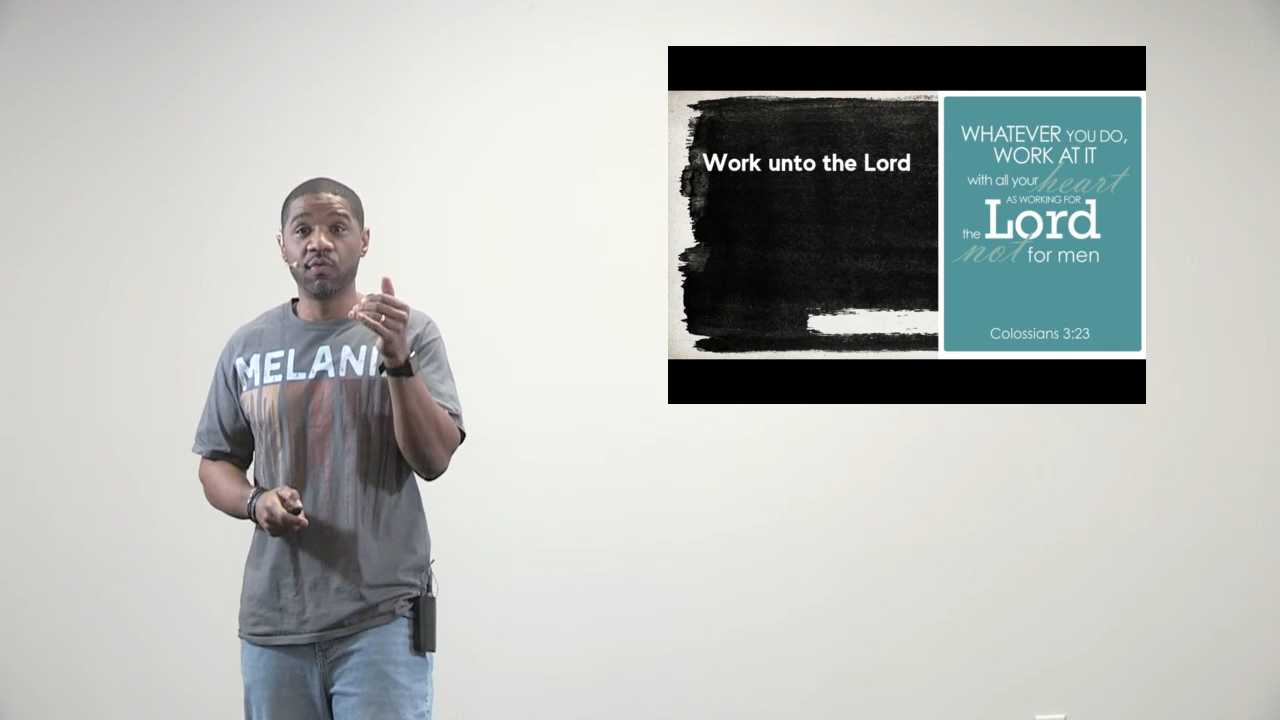 MELANI
Work unto the Lord
WHATEVER YOU DO,
WORK AT IT
with all your heart
AS WORKING FOR
the Lord
not for men
Colossians 3:23